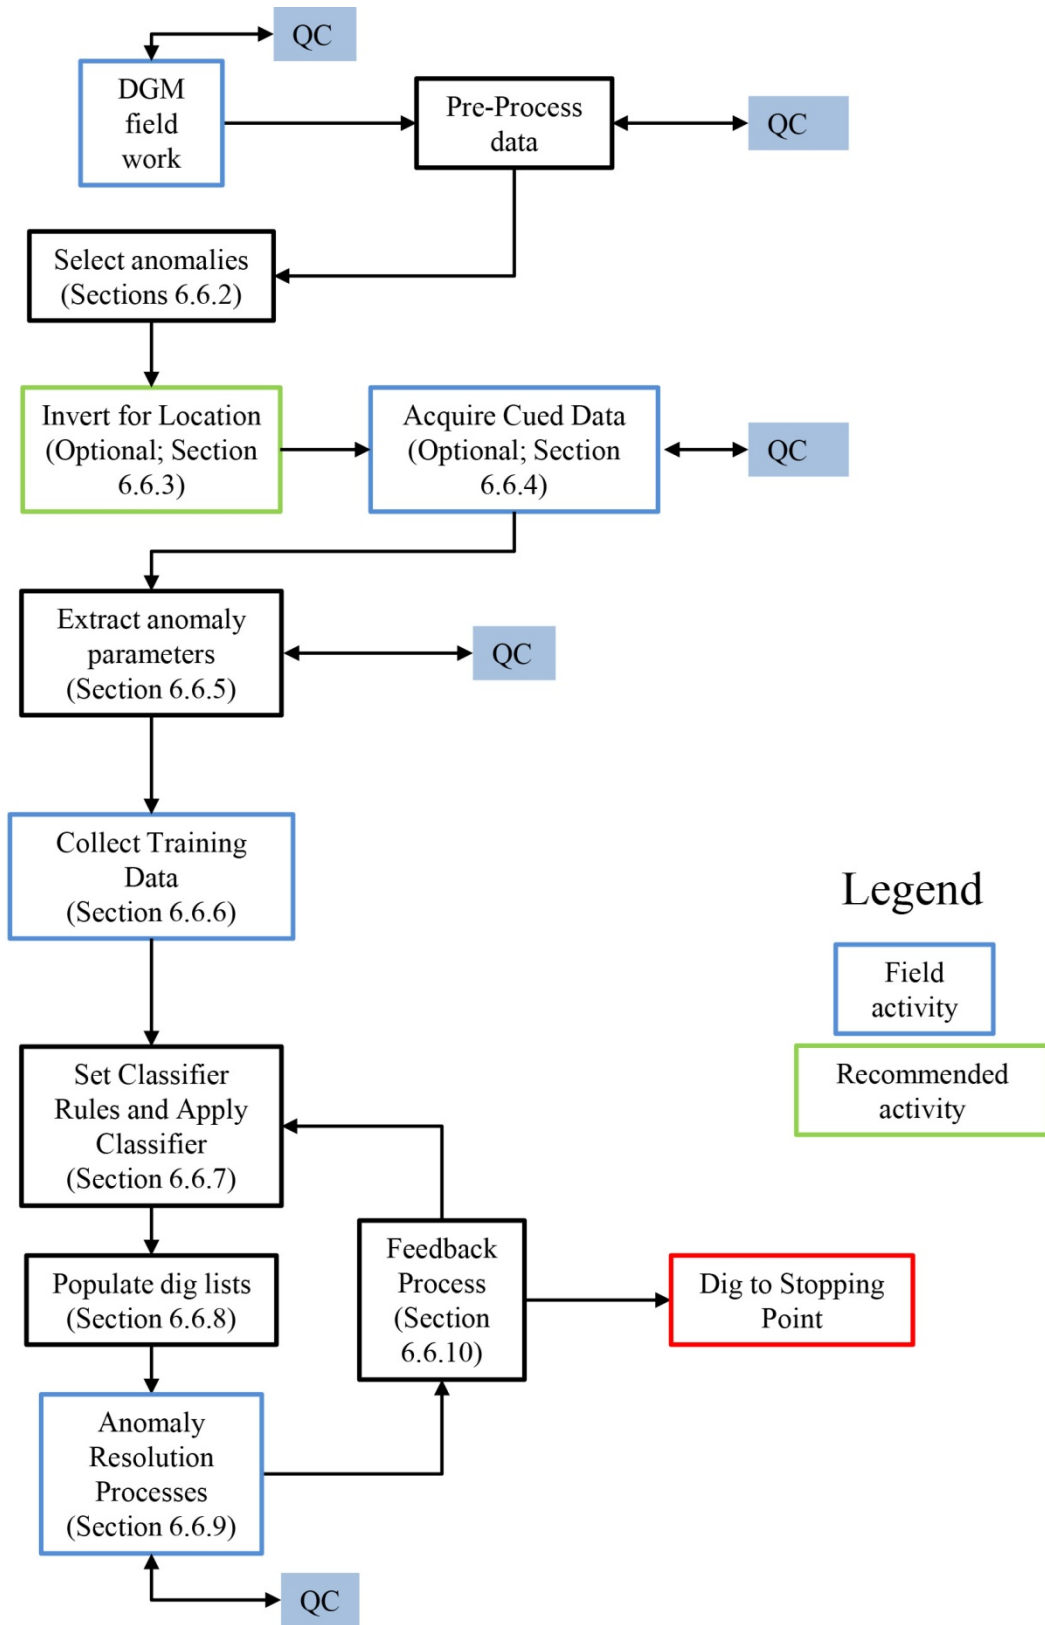 QC
DGM
field
work
Pre-Process
data
QC
Select anomalies
(Sections 6.6.2)
Invert for Location
(Optional; Section
6.6.3)
Acquire Cued Data
(Optional; Section
6.6.4)
QC
Extract anomaly
parameters
(Section 6.6.5)
QC
Collect Training
Data
(Section 6.6.6)
Legend
Field
activity
Recommended
activity
Set Classifier
Rules and Apply
Classifier
(Section 6.6.7)
Populate dig lists
(Section 6.6.8)
Feedback
Process
(Section
6.6.10)
Dig to Stopping
Point
Anomaly
Resolution
Processes
(Section 6.6.9)
QC